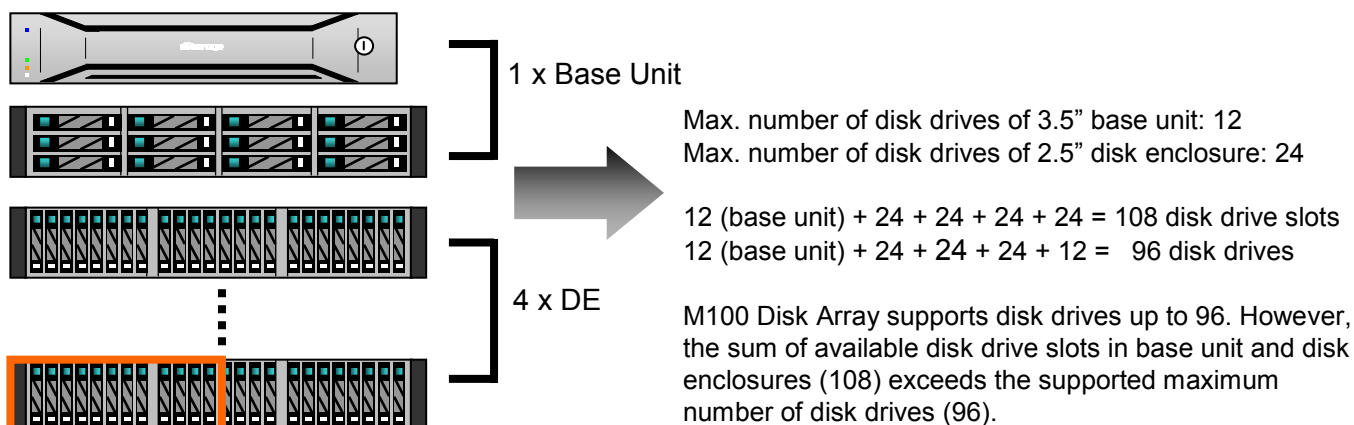 1 x Base Unit
4 x DE
Max. number of disk drives of 3.5” base unit: 12
Max. number of disk drives of 2.5” disk enclosure: 24
12 (base unit) + 24 + 24 + 24 + 24 = 108 disk drive slots
12 (base unit) + 24 + 24 + 24 + 12 = 96 disk drives
M100 Disk Array supports disk drives up to 96. However,
the sum of available disk drive slots in base unit and disk
enclosures (108) exceeds the supported maximum
number of disk drives (96).